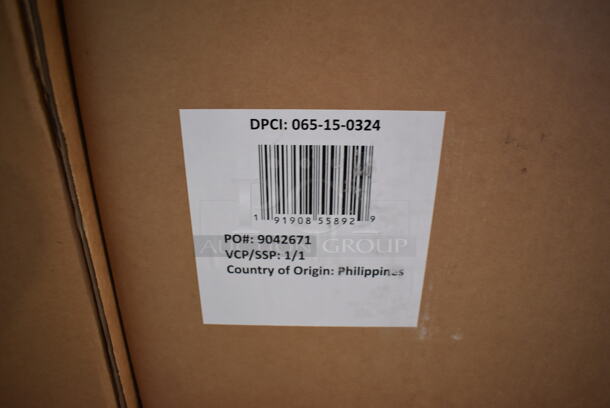 DPCI: 065-15-0324
1 91908 55892 9
PO#: 9042671
AUCTION GROUP
VCP/SSP: 1/1
Country of Origin: Philippines